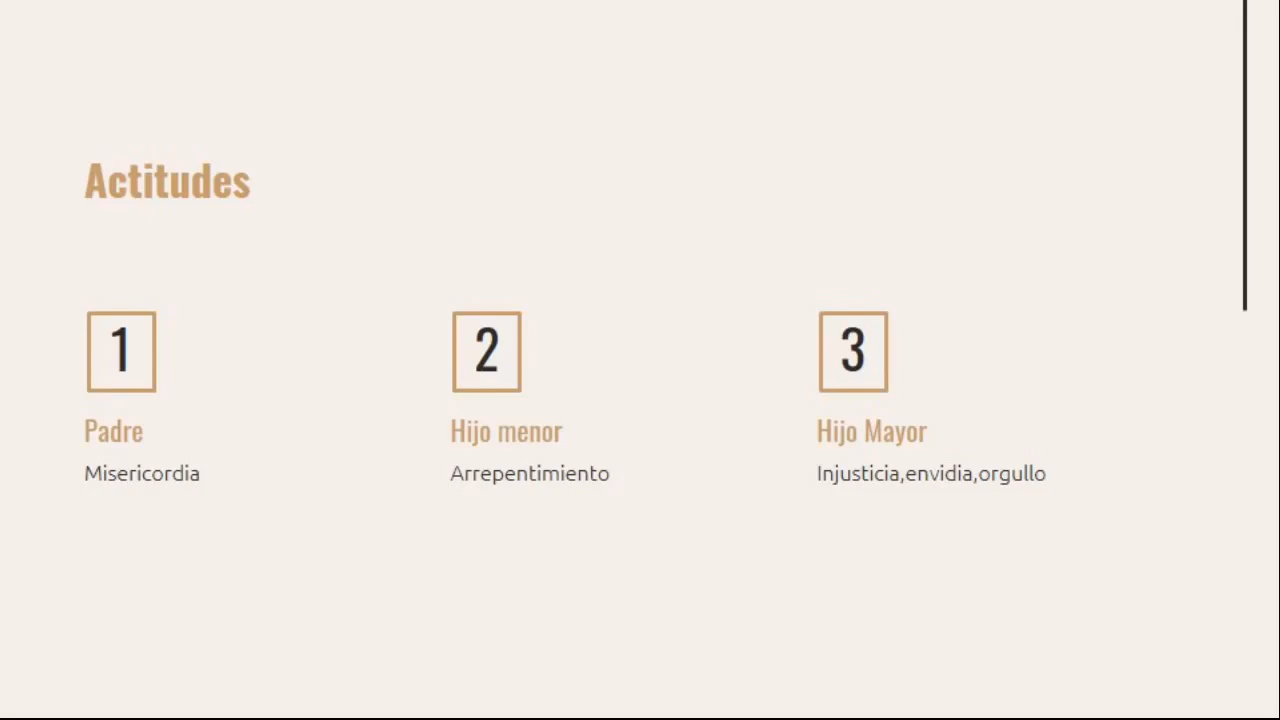 Actitudes
1
2
3
Padre
Hijo menor
Hijo Mayor
Misericordia
Arrepentimiento
Injusticia,envidia,orgullo